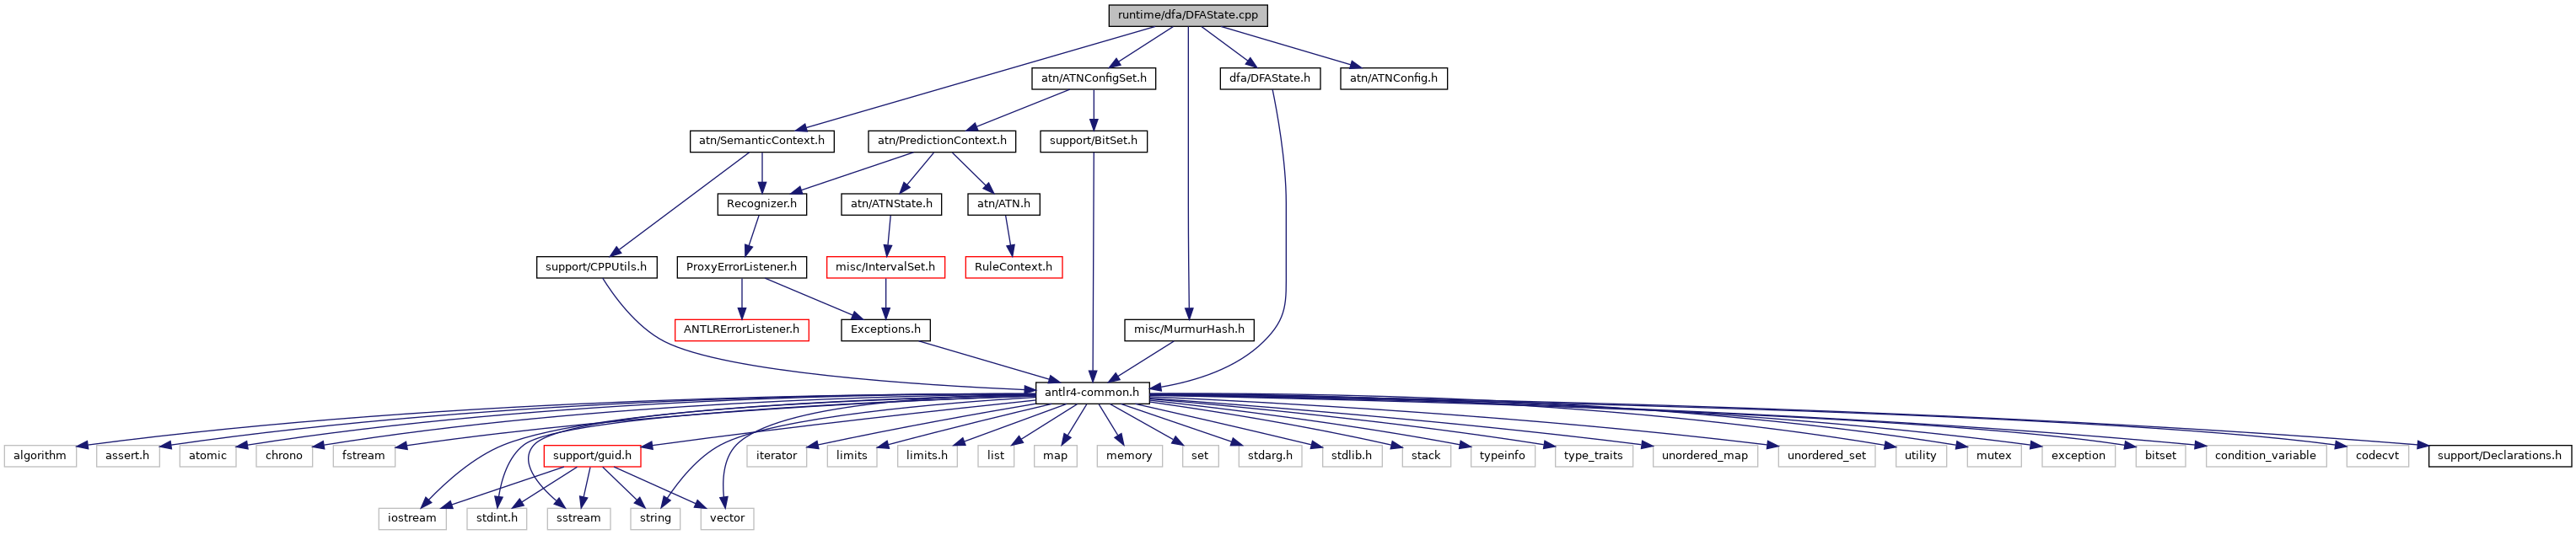 runtime/dfa/DFAState.cpp
atn/ATNConfigSet.h
dfa/DFAState.h
atn/ATNConfig.h
atn/SemanticContext.h
atn/PredictionContext.h
support/BitSet.h
Recognizer.h
atn/ATNState.h
atn/ATN.h
support/CPPUtils.h
ProxyErrorListener.h
misc/IntervalSet.h
RuleContext.h
ANTLRErrorListener.h
Exceptions.h
misc/MurmurHash.h
antlr4-common.h
algorithm
assert.h
atomic
chrono
fstream
support/guid.h
iterator
limits
limits.h
list
map
memory
set
stdarg.h
stdlib.h
stack
typeinfo
type_traits
unordered_map
unordered_set
utility
mutex
exception
bitset
condition_variable
codecvt
support/Declarations.h
iostream
stdint.h
sstream
string
vector